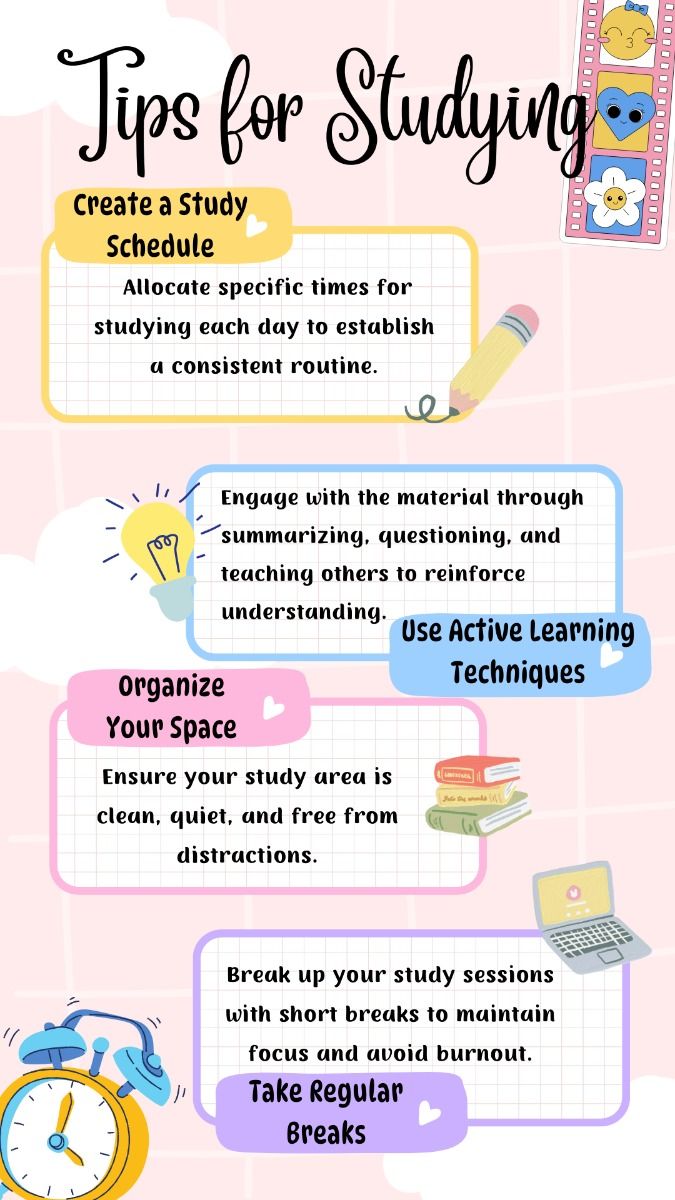 Tips for Studying
Create a Study
Schedule
Allocate specific times for
studying each day to establish
a consistent routine.
Engage with the material through
summarizing, questioning, and
teaching others to reinforce
understanding.
Use Active Learning
Techniques
Organize
Your Space
Ensure your study area is
clean, quiet, and free from
distractions.
Break up your study sessions
with short breaks to maintain
focus and avoid burnout.
Take Regular
Breaks